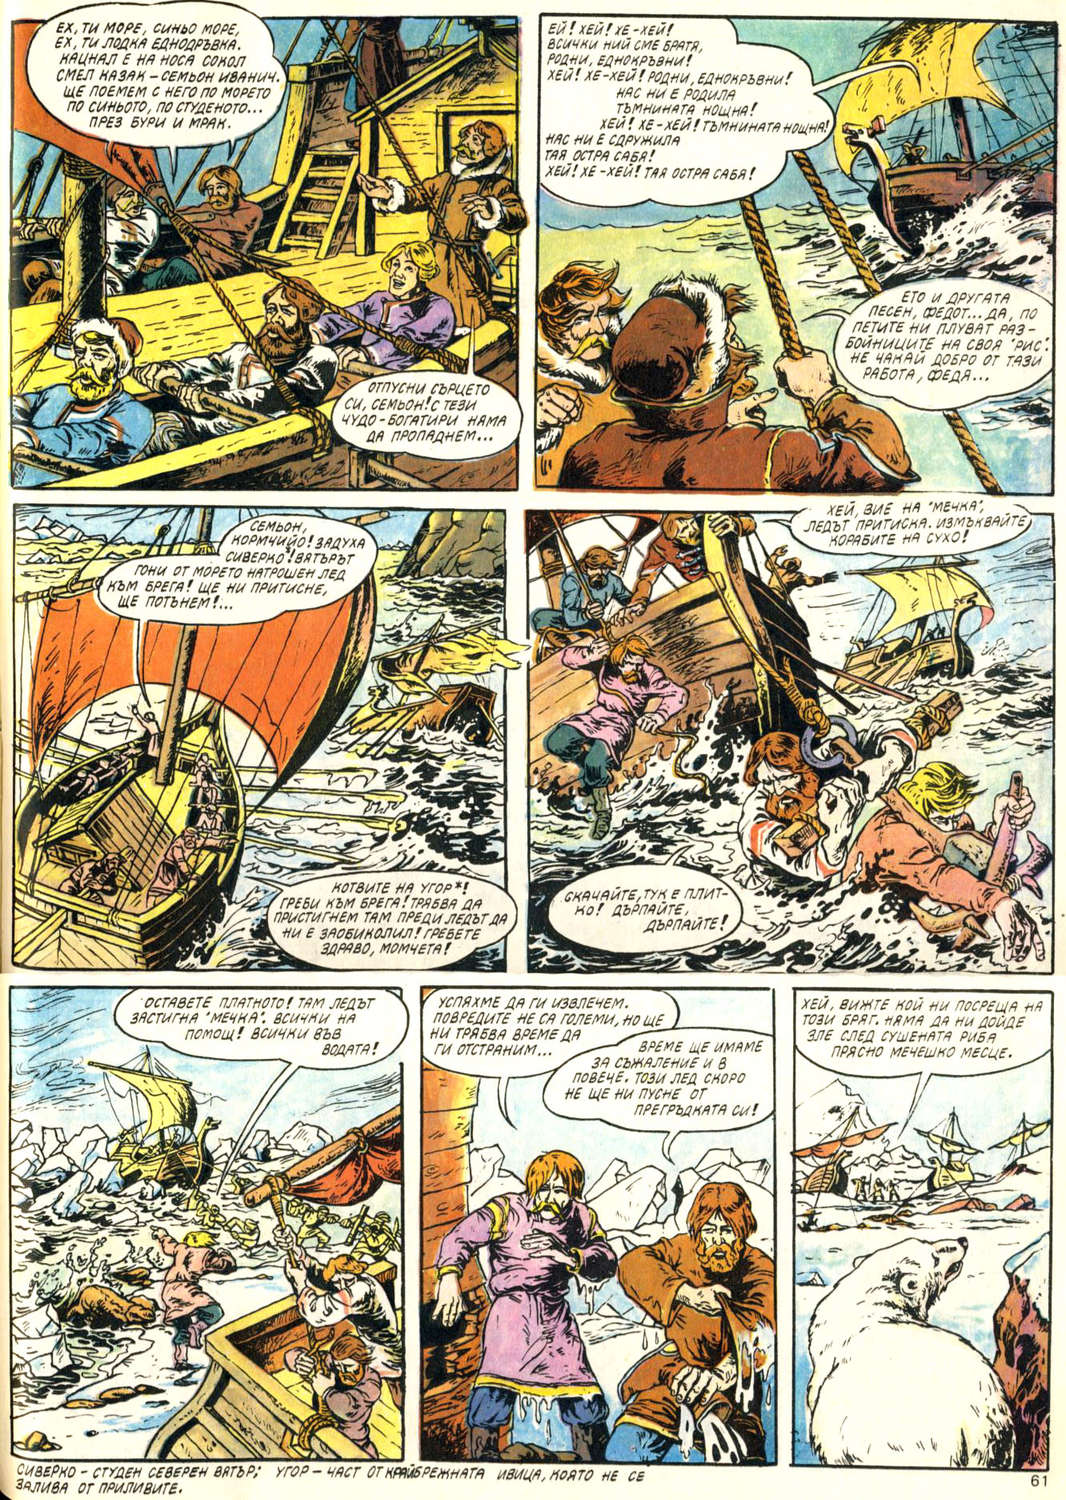 ЕХ, ТИ МОРЕ, СИНЬО МОРЕ,
ЕХ, ТИ ЛОДКА ЕДНОДРЪВКА.
КАЦНАЛ Е НА НОСА СОКОЛ
СМЕЛ КАЗАК – СЕМЬОН ИВАНИЧ.
ЩЕ ПОЕМЕМ С НЕГО ПО МОРЕТО
ПО СИНЬОТО, ПО СТУДЕНОТО...
ПРЕЗ БУРИ И МРАК.
ОТПУСНИ СЪРЦЕТО
СИ, СЕМЬОН! С ТЕЗИ
ЧУДО-БОГАТИРИ НЯМА
ДА ПРОПАДНЕМ...
ЕЙ! ХЕЙ! ХЕ-ХЕЙ!
ВСИЧКИ НИЙ СМЕ БРАТЯ,
РОДНИ, ЕДНОКРЪВНИ!
ХЕЙ! ХЕ-ХЕЙ! РОДНИ, ЕДНОКРЪВНИ!
НАС НИ Е РОДИЛА
ТЪМНИНАТА НОЩНА!
ХЕЙ! ХЕ-ХЕЙ! ТЪМНИНАТА НОЩНА!
НАС НИ Е СДРУЖИЛА
ТАЯ ОСТРА САБЯ!
ХЕЙ! ХЕ-ХЕЙ! ТАЯ ОСТРА САБЯ!
ЕТО И ДРУГАТА
ПЕСЕН, ФЕДОТ... ДА, ПО
ПЕТИТЕ НИ ПЛУВАТ РАЗ-
БОЙНИЦИТЕ НА СВОЯ "РИС".
НЕ ЧАКАЙ ДОБРО ОТ ТАЗИ
РАБОТА, ФЕДЯ...
СЕМЬОН,
КОРМЧИЙО! ЗАДУХА
СИВЕРКО*! ВЯТЪРЪТ
ГОНИ ОТ МОРЕТО НАТРОШЕН ЛЕД
КЪМ БРЕГА! ЩЕ НИ ПРИТИСНЕ,
ЩЕ ПОТЪНЕМ!...
КОТВИТЕ НА УГОР*!
ГРЕБИ КЪМ БРЕГА! ТРЯБВА ДА
ПРИСТИГНЕМ ТАМ ПРЕДИ ЛЕДЪТ ДА
НИ Е ЗАОБИКОЛИЛ! ГРЕБЕТЕ
ЗДРАВО, МОМЧЕТА!
ХЕЙ, ВИЕ НА "МЕЧКА",
ЛЕДЪТ ПРИТИСКА. ИЗМЪКВАЙТЕ
КОРАБИТЕ НА СУХО!
СКАЧАЙТЕ, ТУК Е ПЛИТ-
КО! ДЪРПАЙТЕ,
ДЪРПАЙТЕ!
ОСТАВЕТЕ ПЛАТНОТО! ТАМ ЛЕДЪТ
ЗАСТИГНА "МЕЧКА". ВСИЧКИ НА
ПОМОЩ! ВСИЧКИ ВЪВ
ВОДАТА!
УСПЯХМЕ ДА ГИ ИЗВЛЕЧЕМ.
ПОВРЕДИТЕ НЕ СА ГОЛЕМИ, НО ЩЕ
НИ ТРЯБВА ВРЕМЕ ДА
ГИ ОТСТРАНИМ...
ВРЕМЕ ЩЕ ИМАМЕ
ЗА СЪЖАЛЕНИЕ И В
ПОВЕЧЕ. ТОЗИ ЛЕД СКОРО
НЕ ЩЕ НИ ПУСНЕ ОТ
ПРЕГРЪДКАТА СИ!
ХЕЙ, ВИЖТЕ КОЙ НИ ПОСРЕЩА НА
ТОЗИ БРЯГ. НЯМА ДА НИ ДОЙДЕ
ЗЛЕ СЛЕД СУШЕНАТА РИБА
ПРЯСНО МЕЧЕШКО МЕСЦЕ.
СИВЕРКО – СТУДЕН СЕВЕРЕН ВЯТЪР; УГОР – ЧАСТ ОТ КРАЙБРЕЖНАТА ИВИЦА, КОЯТО НЕ СЕ
ЗАЛИВА ОТ ПРИЛИВИТЕ.
61